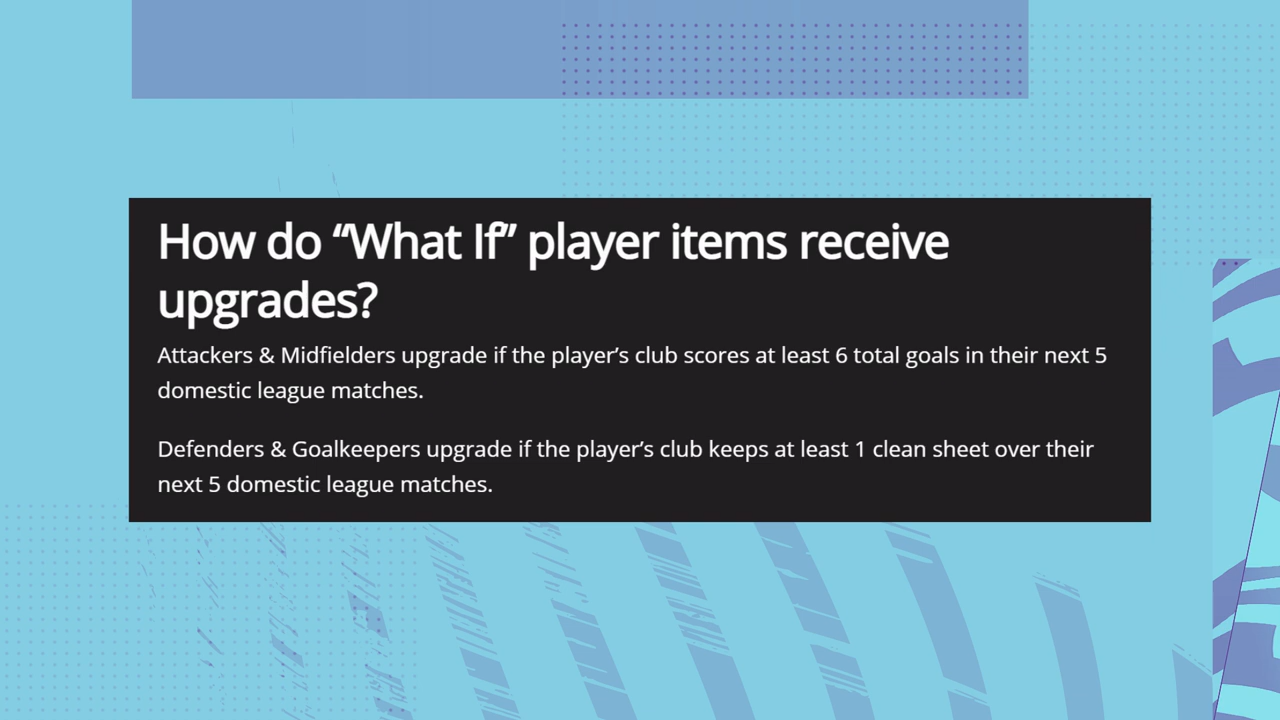 How do “What If” player items receive
upgrades?
Attackers & Midfielders upgrade if the player’s club scores at least 6 total goals in their next 5
domestic league matches.
Defenders & Goalkeepers upgrade if the player’s club keeps at least 1 clean sheet over their
next 5 domestic league matches.